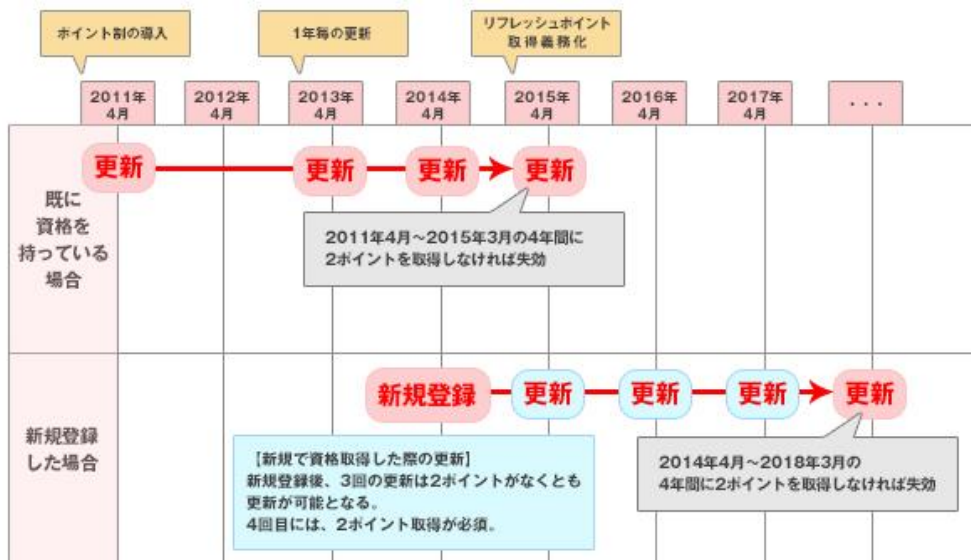 ポイント制の導入
1年毎の更新
リフレッシュポイント
取得義務化
2011年
4月
2012年
4月
2013年
4月
2014年
4月
2015年
4月
2016年
4月
2017年
4月
・・・
既に
資格を
持っている
場合
更新
更新
更新
更新
2011年4月～2015年3月の4年間に
2ポイントを取得しなければ失効
新規登録
した場合
新規登録
更新
更新
更新
更新
【新規で資格取得した際の更新】
新規登録後、3回の更新は2ポイントがなくとも
更新が可能となる。
4回目には、2ポイント取得が必須。
2014年4月～2018年3月の
4年間に2ポイントを取得しなければ失効